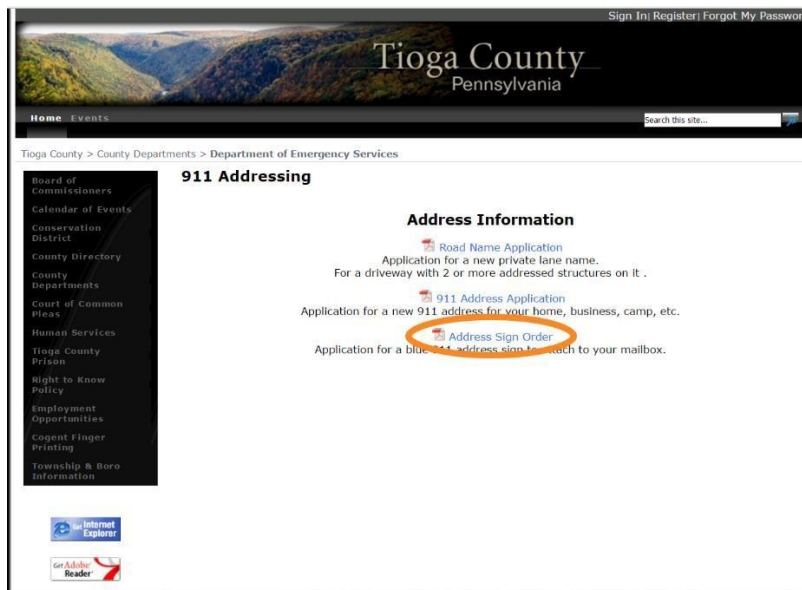 Sign In| Register| Forgot My Passwor
Tioga County
Pennsylvania
Home Events
Search this site...
Tioga County > County Departments > Department of Emergency Services
911 Addressing
Board of
Commissioners
Calendar of Events
Conservation
District
County Directory
County
Departments
Court of Common
Pleas
Human Services
Tioga County
Prison
Right to Know
Policy
Employment
Opportunities
Cogent Finger
Printing
Township & Boro
Information
Address Information
Road Name Application
Application for a new private lane name.
For a driveway with 2 or more addressed structures on it .
911 Address Application
Application for a new 911 address for your home, business, camp, etc.
Address Sign Order
Application for a blue 911 address sign to attach to your mailbox.
Get Internet
Explorer
Get Adobe
Reader